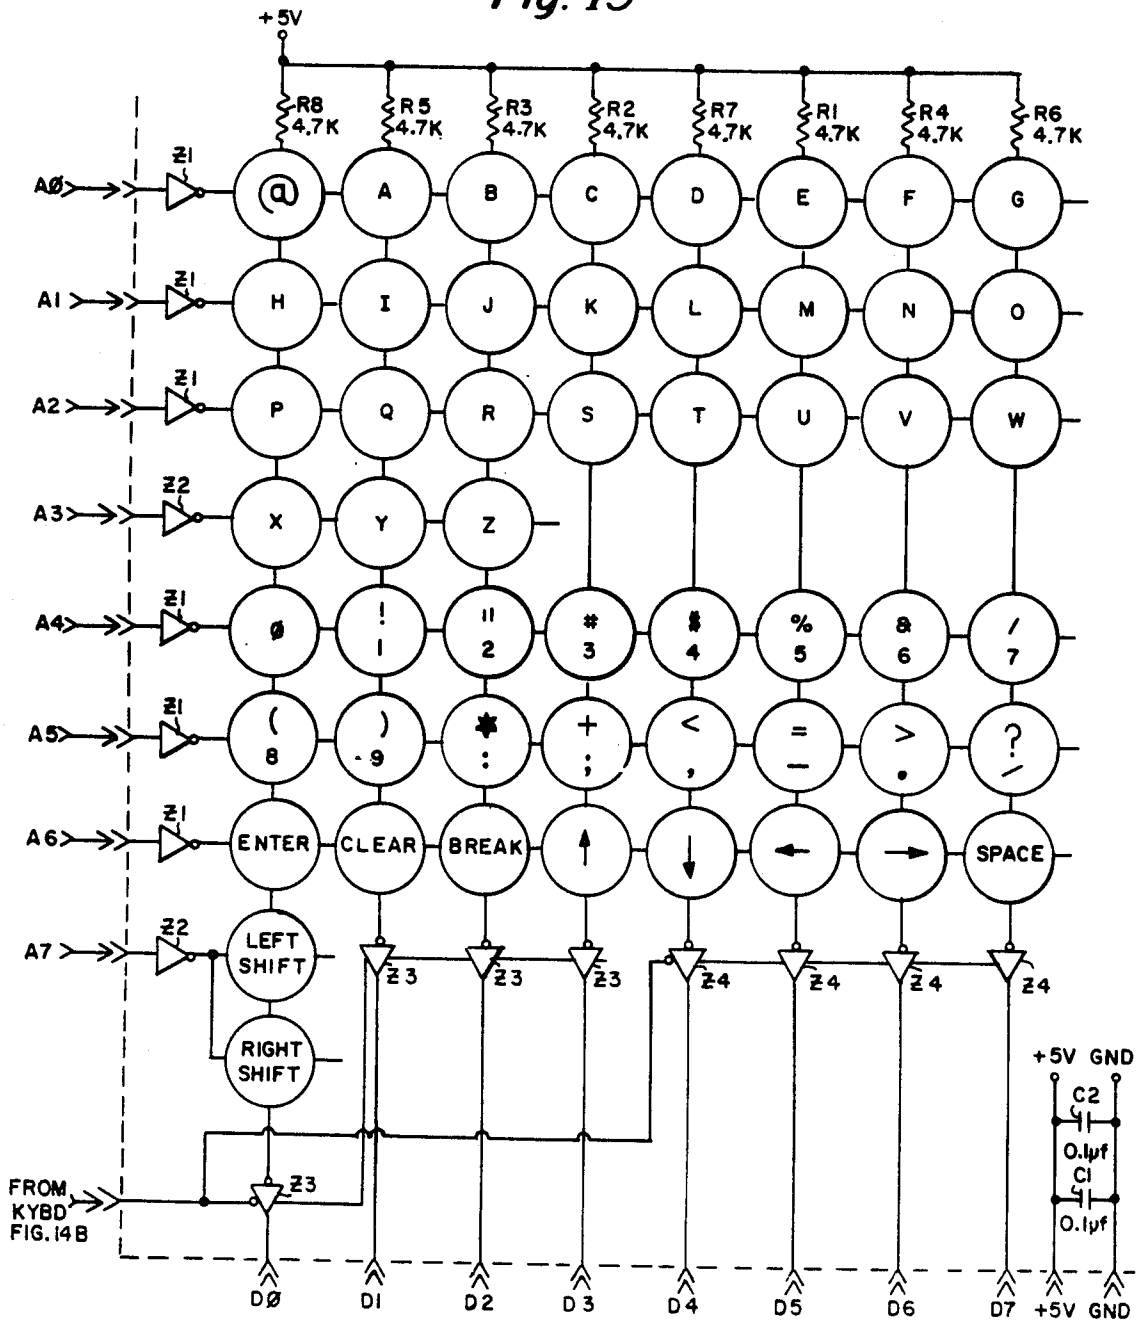 Fig. 15
+5V
R8 4.7K
R5 4.7K
R3 4.7K
R2 4.7K
R7 4.7K
R1 4.7K
R4 4.7K
R6 4.7K
AØ Z1 @ A B C D E F G
A1 Z1 H I J K L M N O
A2 Z1 P Q R S T U V W
A3 Z2 X Y Z
A4 Z1 Ø
! 1
" 2
# 3
$ 4
% 5
& 6
/ 7
A5 Z1
( 8
) 9
* :
+ ;
< ,
= –
> .
? /
A6 Z1 ENTER CLEAR BREAK ↑ ↓ ← → SPACE
A7 Z2
LEFT
SHIFT
Z3 Z3 Z3 Z4 Z4 Z4 Z4
RIGHT
SHIFT
+5V GND
C2
0.1µf
C1
0.1µf
FROM
KYBD
FIG. 14B
Z3
DØ D1 D2 D3 D4 D5 D6 D7 +5V GND